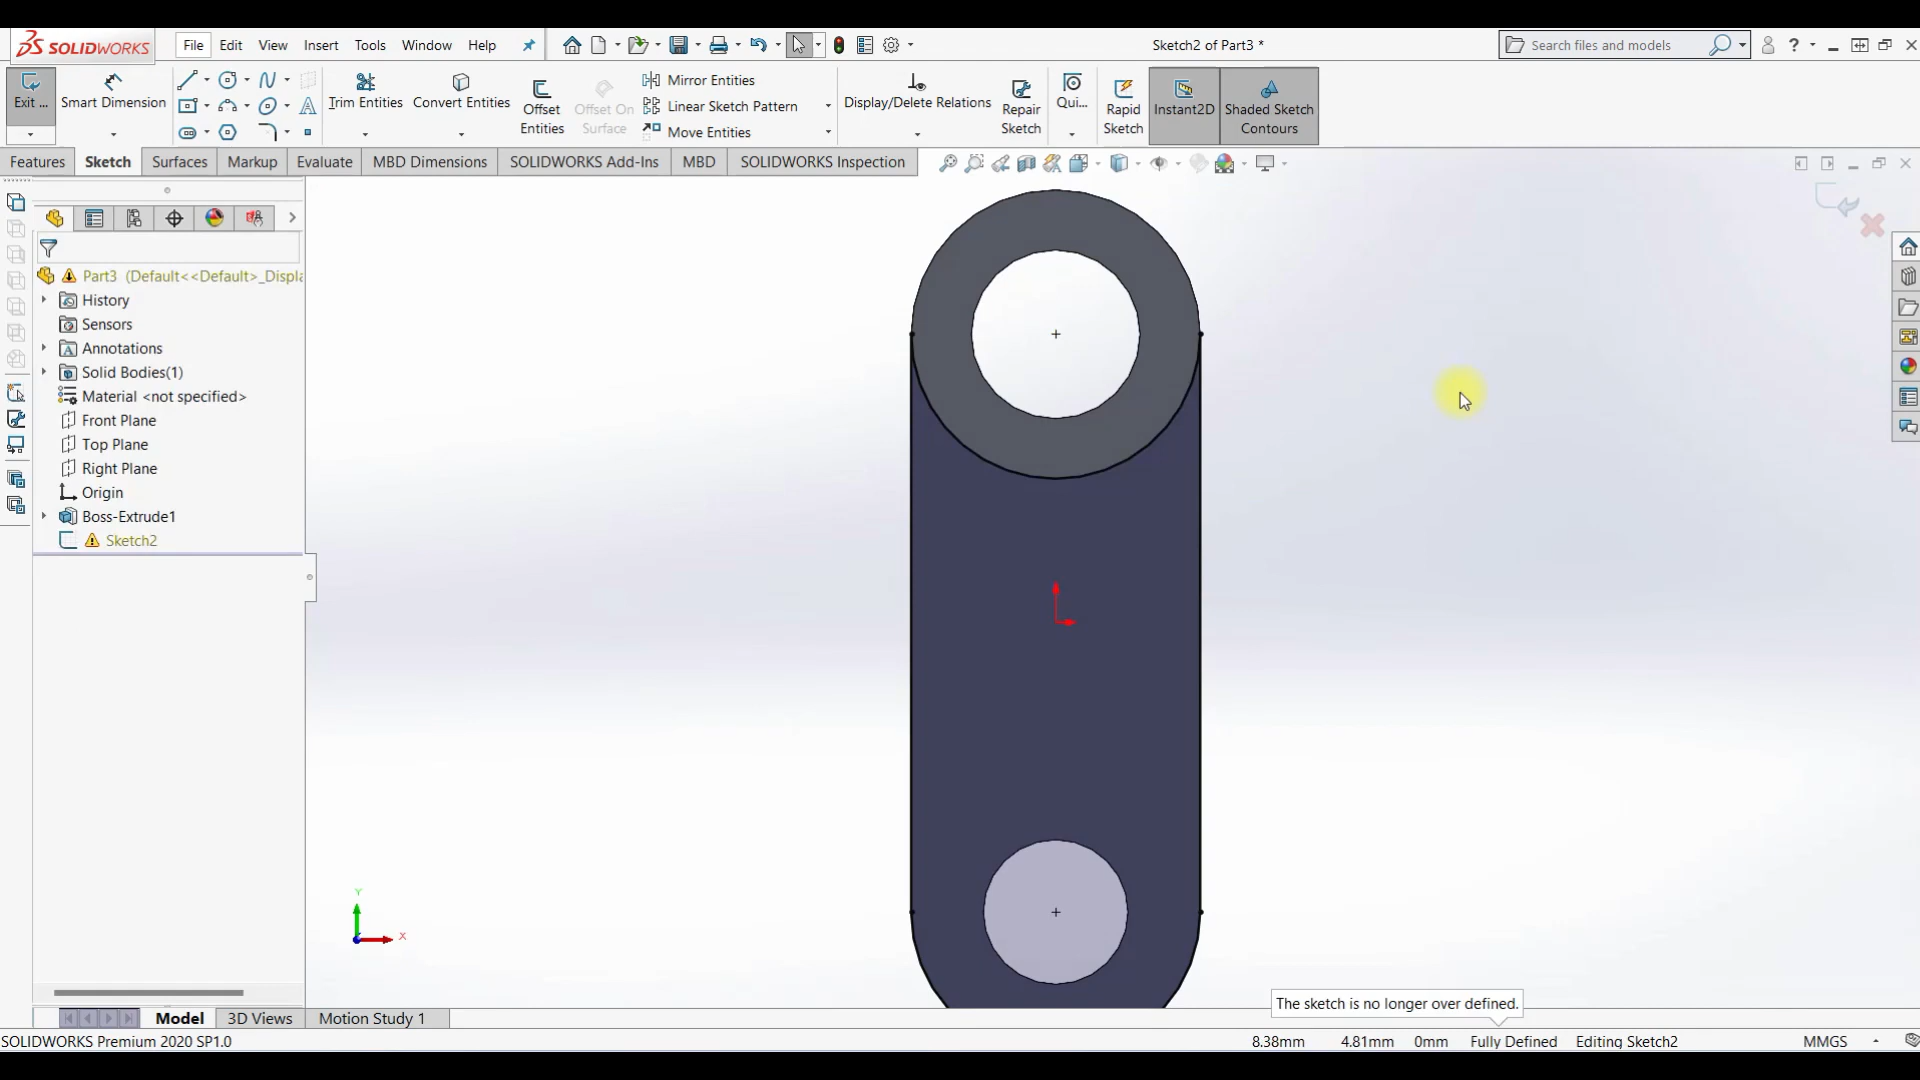 SOLIDWORKS
File Edit View Insert Tools Window Help
Sketch2 of Part3 *
Search files and models
Exit ...
Smart Dimension
Trim Entities
Convert Entities
Offset Entities
Offset On Surface
Mirror Entities
Linear Sketch Pattern
Move Entities
Display/Delete Relations
Repair Sketch
Qui...
Rapid Sketch
Instant2D
Shaded Sketch Contours
Features Sketch Surfaces Markup Evaluate MBD Dimensions SOLIDWORKS Add-Ins MBD SOLIDWORKS Inspection
Part3 (Default<<Default>_Displa
History
Sensors
Annotations
Solid Bodies(1)
Material <not specified>
Front Plane
Top Plane
Right Plane
Origin
Boss-Extrude1
Sketch2
Y
X
The sketch is no longer over defined.
Model 3D Views Motion Study 1
SOLIDWORKS Premium 2020 SP1.0
8.38mm 4.81mm 0mm Fully Defined Editing Sketch2 MMGS